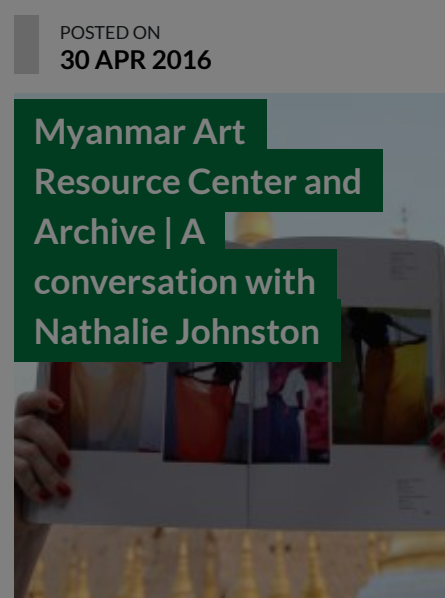 POSTED ON
30 APR 2016
Myanmar Art
Resource Center and
Archive | A
conversation with
Nathalie Johnston